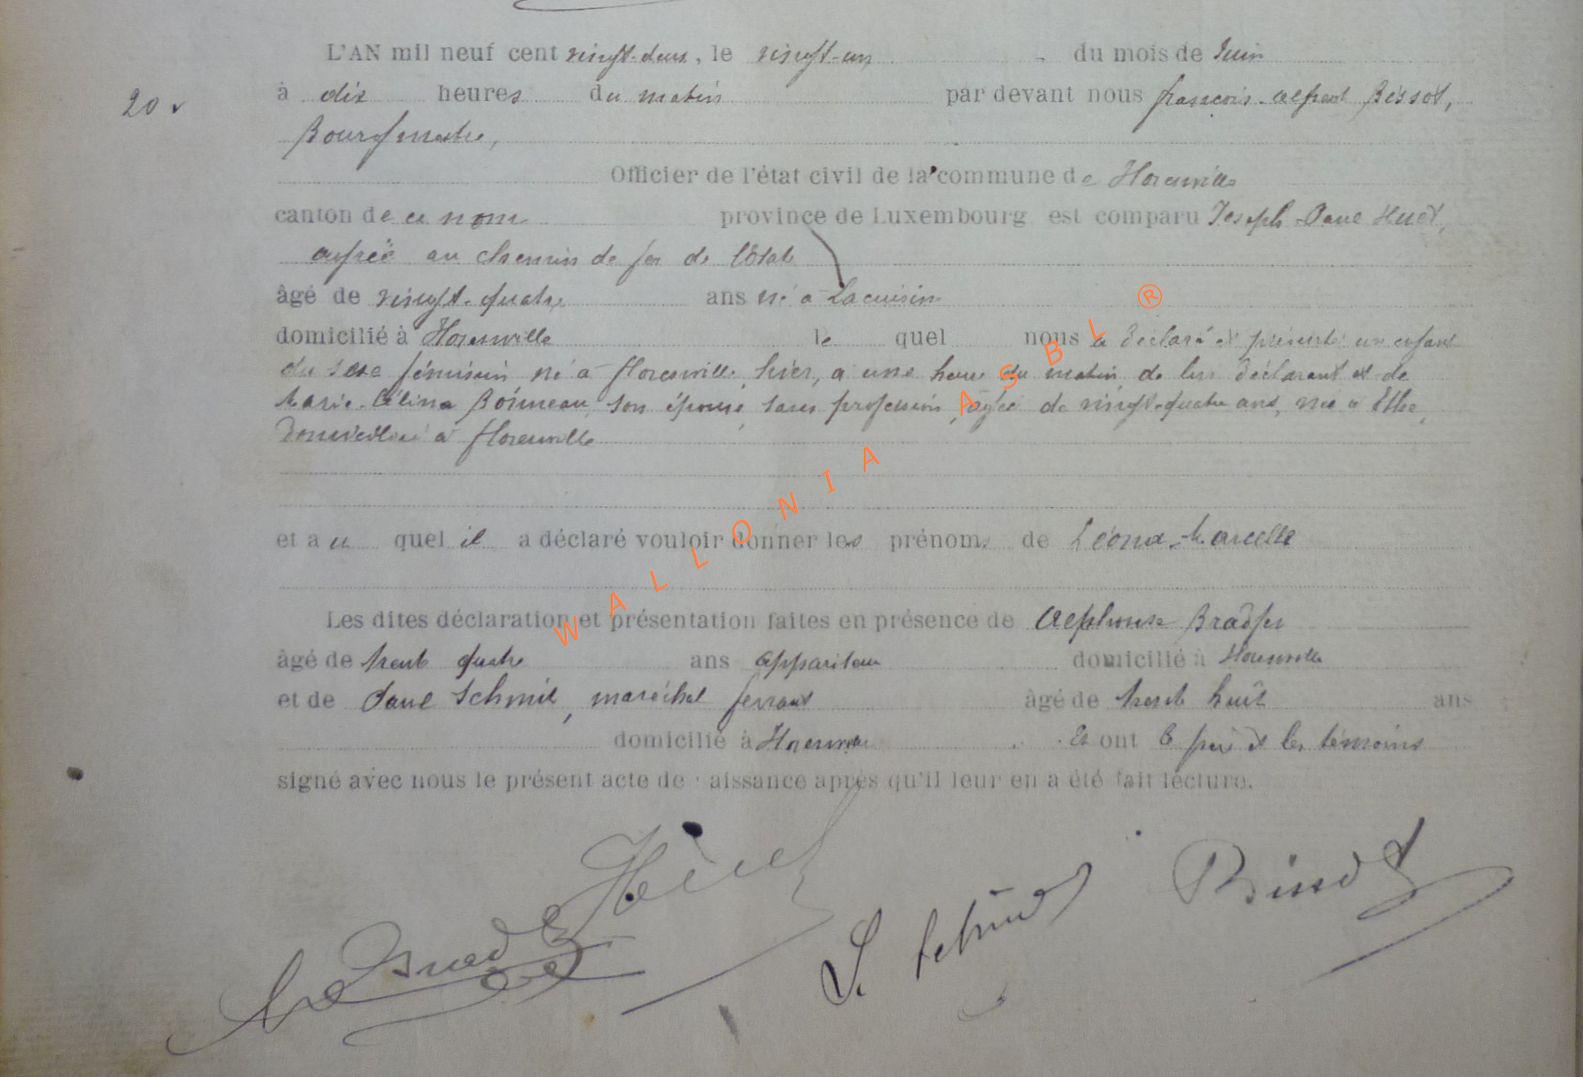 L'AN mil neuf cent vingt-deux, le vingt-un du mois de Juin
20 v
à dix heures du matin par devant nous françois-Alfred Bissot,
Bourgmestre,
Officier de l'état civil de la commune de Florenville
canton de ce nom province de Luxembourg est comparu Joseph-Paul Huet,
agréé au chemin de fer de l'Etat
âgé de vingt-quatre ans né à Lacuisine
domicilié à Florenville le quel nous a déclaré et présenté un enfant
du sexe féminin, né à florenville, hier, à une heure du matin, de lui déclarant et de
Marie-Célina Boinneau, son épouse, sans profession, âgée de vingt-quatre ans, née à Ethe,
domiciliée à florenville
et au quel il a déclaré vouloir donner les prénoms de Léona-Marcelle
Les dites déclaration et présentation faites en présence de Alphonse Bradfer
âgé de trente quatre ans appariteur domicilié à Florenville
et de Paul Schmit, maréchal ferrant âgé de trente huit ans
domicilié à Florenville Et ont le père et les témoins
signé avec nous le présent acte de naissance après qu'il leur en a été fait lecture.
Huet
Bissot
WALLONIA ASBL ®